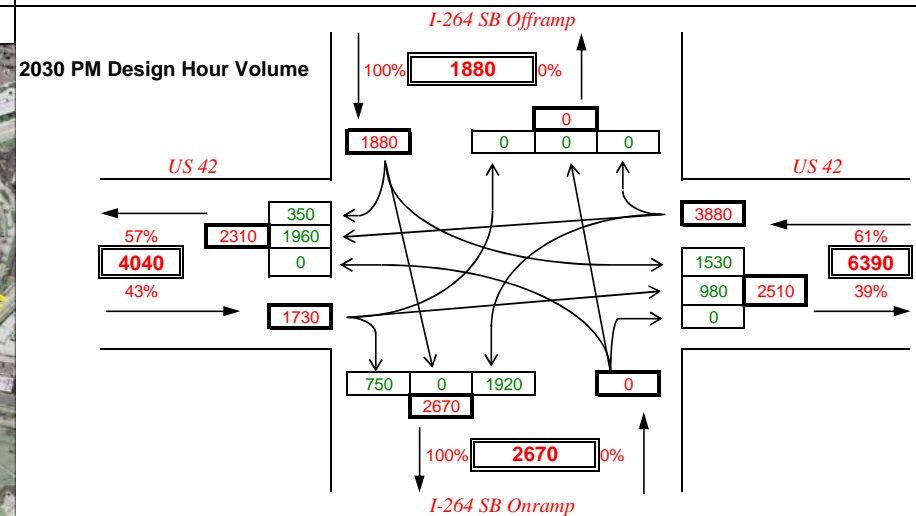 I-264 SB Offramp
2030 PM Design Hour Volume
100% 1880 0%
0
1880 0 0 0
US 42 US 42
350 3880
57% 2310 1960 61%
4040 0 1530 6390
43% 980 2510 39%
1730 0
750 0 1920 0
2670
100% 2670 0%
I-264 SB Onramp